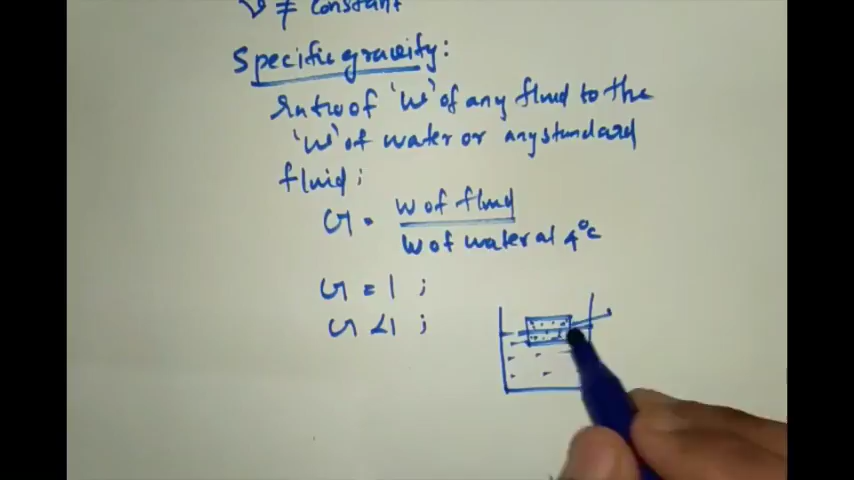 ν ≠ constant
Specific gravity:
ratio of 'w' of any fluid to the
'w' of water or any standard
fluid;
G = w of fluid
w of water at 4°c
G = 1 ;
G < 1 ;